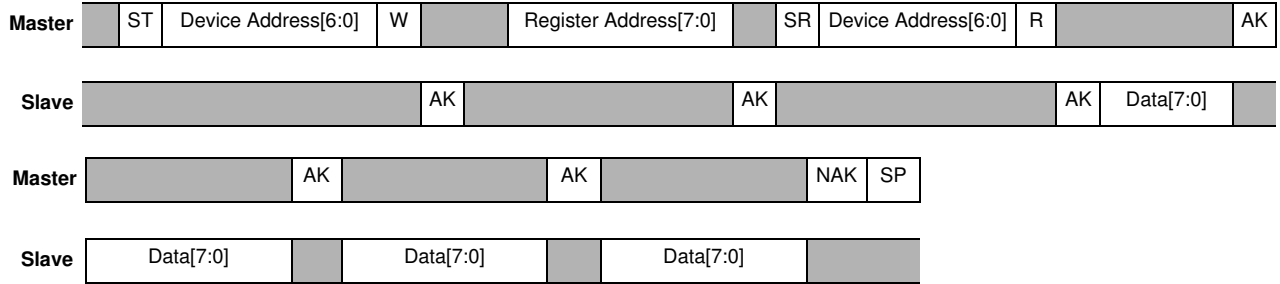 Master ST Device Address[6:0] W Register Address[7:0] SR Device Address[6:0] R AK
Slave AK AK AK Data[7:0]
Master AK AK NAK SP
Slave Data[7:0] Data[7:0] Data[7:0]